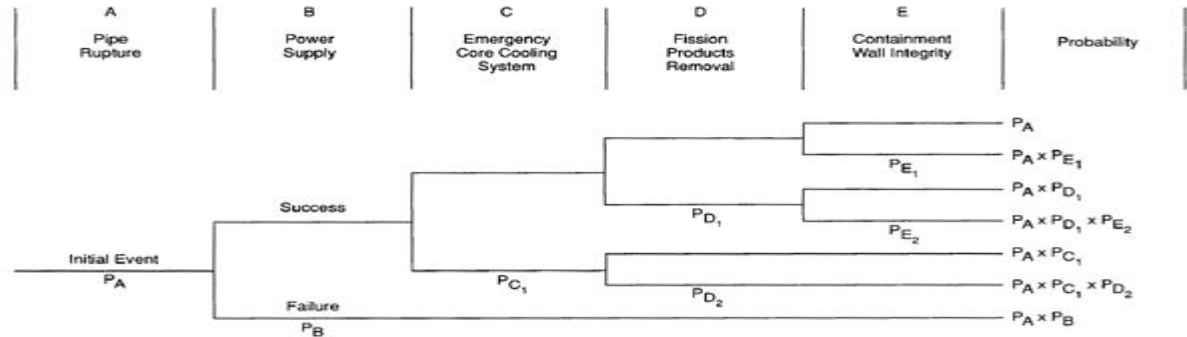 A B C D E
Pipe Rupture
Power Supply
Emergency Core Cooling System
Fission Products Removal
Containment Wall Integrity
Probability
P_A
P_E1 P_A x P_E1
Success P_A x P_D1
P_D1
P_E2 P_A x P_D1 x P_E2
Initial Event P_A x P_C1
P_A P_C1
P_D2 P_A x P_C1 x P_D2
Failure P_A x P_B
P_B